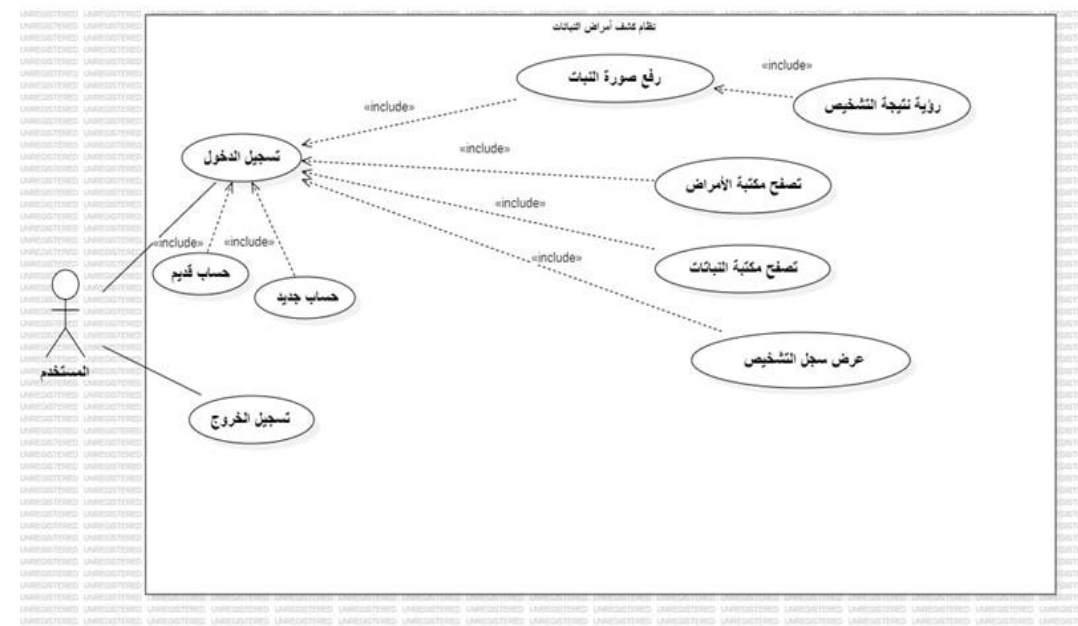 نظام كشف أمراض النباتات
رفع صورة النبات
«include»
رؤية نتيجة التشخيص
«include»
تسجيل الدخول
«include»
تصفح مكتبة الأمراض
«include»
تصفح مكتبة النباتات
«include»
عرض سجل التشخيص
«include»
«include»
حساب قديم
حساب جديد
المستخدم
تسجيل الخروج
UNREGISTERED